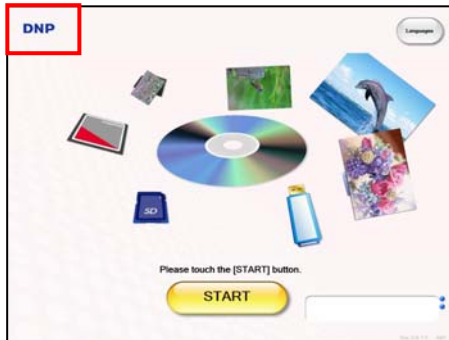 DNP
Languages
SD
Please touch the [START] button.
START